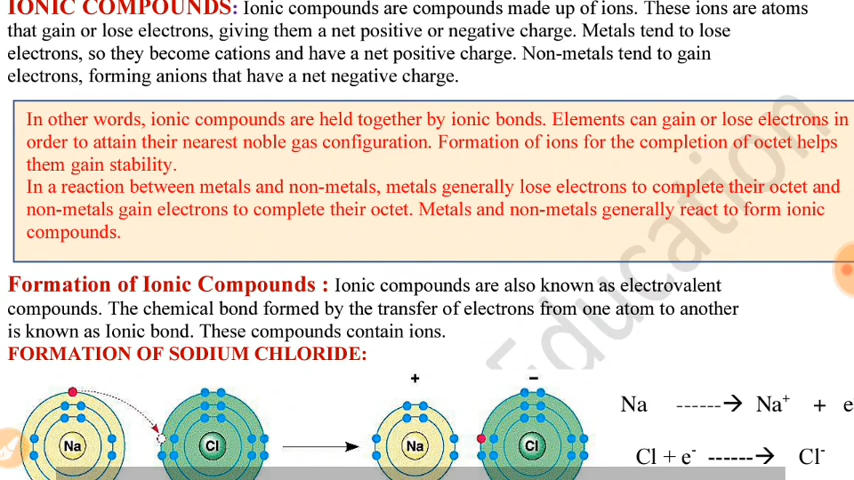 IONIC COMPOUNDS: Ionic compounds are compounds made up of ions. These ions are atoms
that gain or lose electrons, giving them a net positive or negative charge. Metals tend to lose
electrons, so they become cations and have a net positive charge. Non-metals tend to gain
electrons, forming anions that have a net negative charge.
In other words, ionic compounds are held together by ionic bonds. Elements can gain or lose electrons in
order to attain their nearest noble gas configuration. Formation of ions for the completion of octet helps
them gain stability.
In a reaction between metals and non-metals, metals generally lose electrons to complete their octet and
non-metals gain electrons to complete their octet. Metals and non-metals generally react to form ionic
compounds.
Formation of Ionic Compounds : Ionic compounds are also known as electrovalent
compounds. The chemical bond formed by the transfer of electrons from one atom to another
is known as Ionic bond. These compounds contain ions.
FORMATION OF SODIUM CHLORIDE:
+ −
Na ------→ Na⁺ + e
Na Cl Na Cl
Cl + e⁻ ------→ Cl⁻
Education